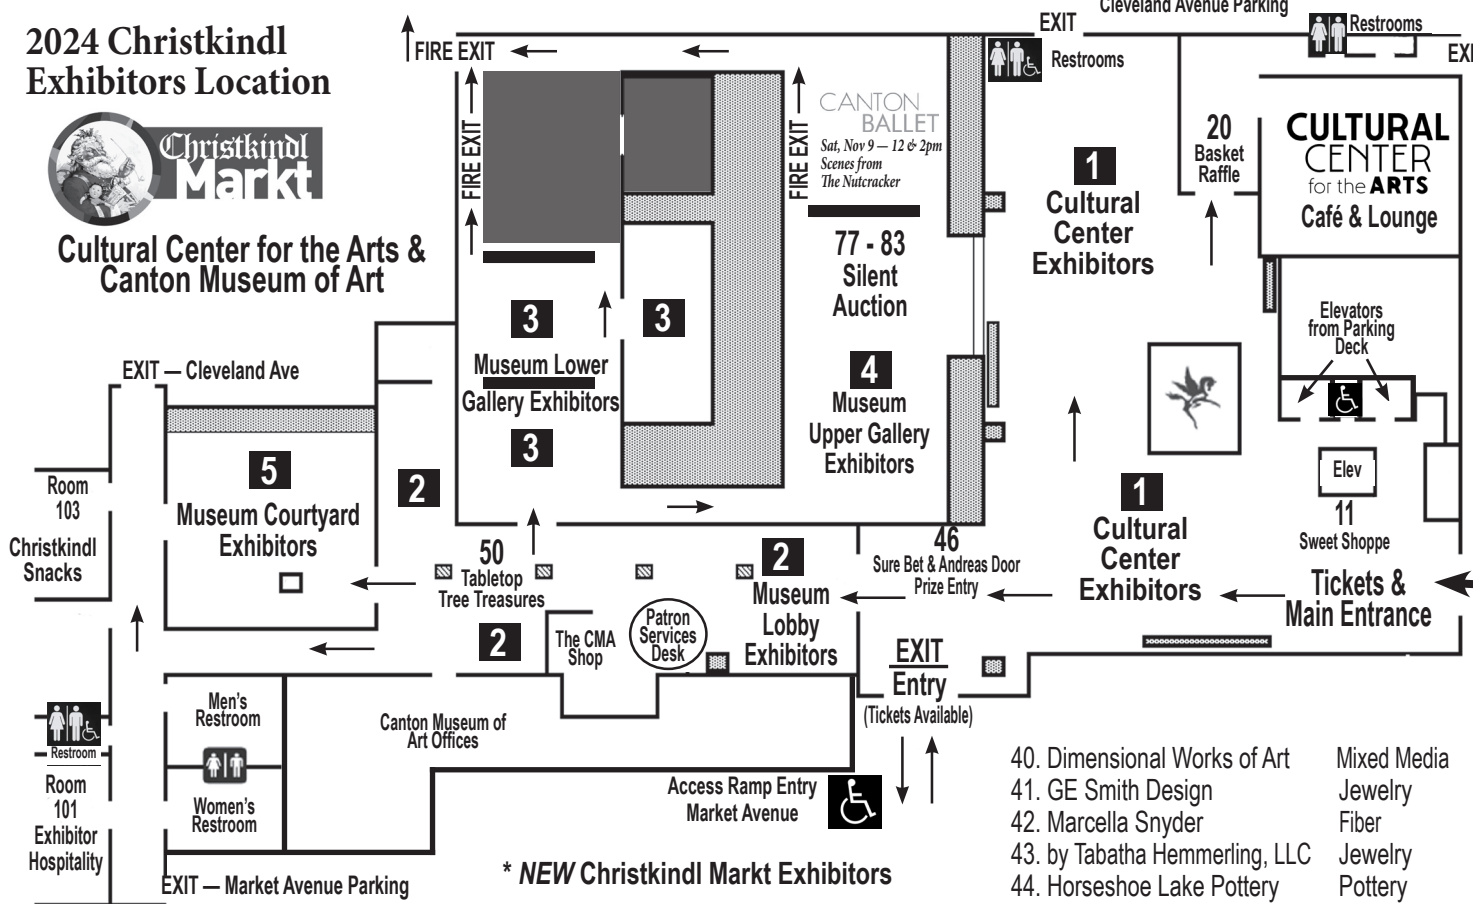 2024 Christkindl
Exhibitors Location
Christkindl
Markt
Cultural Center for the Arts &
Canton Museum of Art
FIRE EXIT
FIRE EXIT
FIRE EXIT
CANTON
BALLET
Sat, Nov 9 — 12 & 2pm
Scenes from
The Nutcracker
77 - 83
Silent
Auction
4
Museum
Upper Gallery
Exhibitors
3
3
Museum Lower
Gallery Exhibitors
3
Cleveland Avenue Parking
EXIT
Restrooms
Restrooms
1
Cultural
Center
Exhibitors
20
Basket
Raffle
CULTURAL
CENTER
for the ARTS
Café & Lounge
Elevators
from Parking
Deck
Elev
11
Sweet Shoppe
Tickets &
Main Entrance
1
Cultural
Center
Exhibitors
46
Sure Bet & Andreas Door
Prize Entry
EXIT
Entry
(Tickets Available)
2
Museum
Lobby
Exhibitors
Patron
Services
Desk
The CMA
Shop
50
Tabletop
Tree Treasures
2
2
EXIT — Cleveland Ave
5
Museum Courtyard
Exhibitors
Room
103
Christkindl
Snacks
Restroom
Room
101
Exhibitor
Hospitality
Men's
Restroom
Women's
Restroom
Canton Museum of
Art Offices
Access Ramp Entry
Market Avenue
EXIT — Market Avenue Parking
* NEW Christkindl Markt Exhibitors
40. Dimensional Works of Art Mixed Media
41. GE Smith Design Jewelry
42. Marcella Snyder Fiber
43. by Tabatha Hemmerling, LLC Jewelry
44. Horseshoe Lake Pottery Pottery